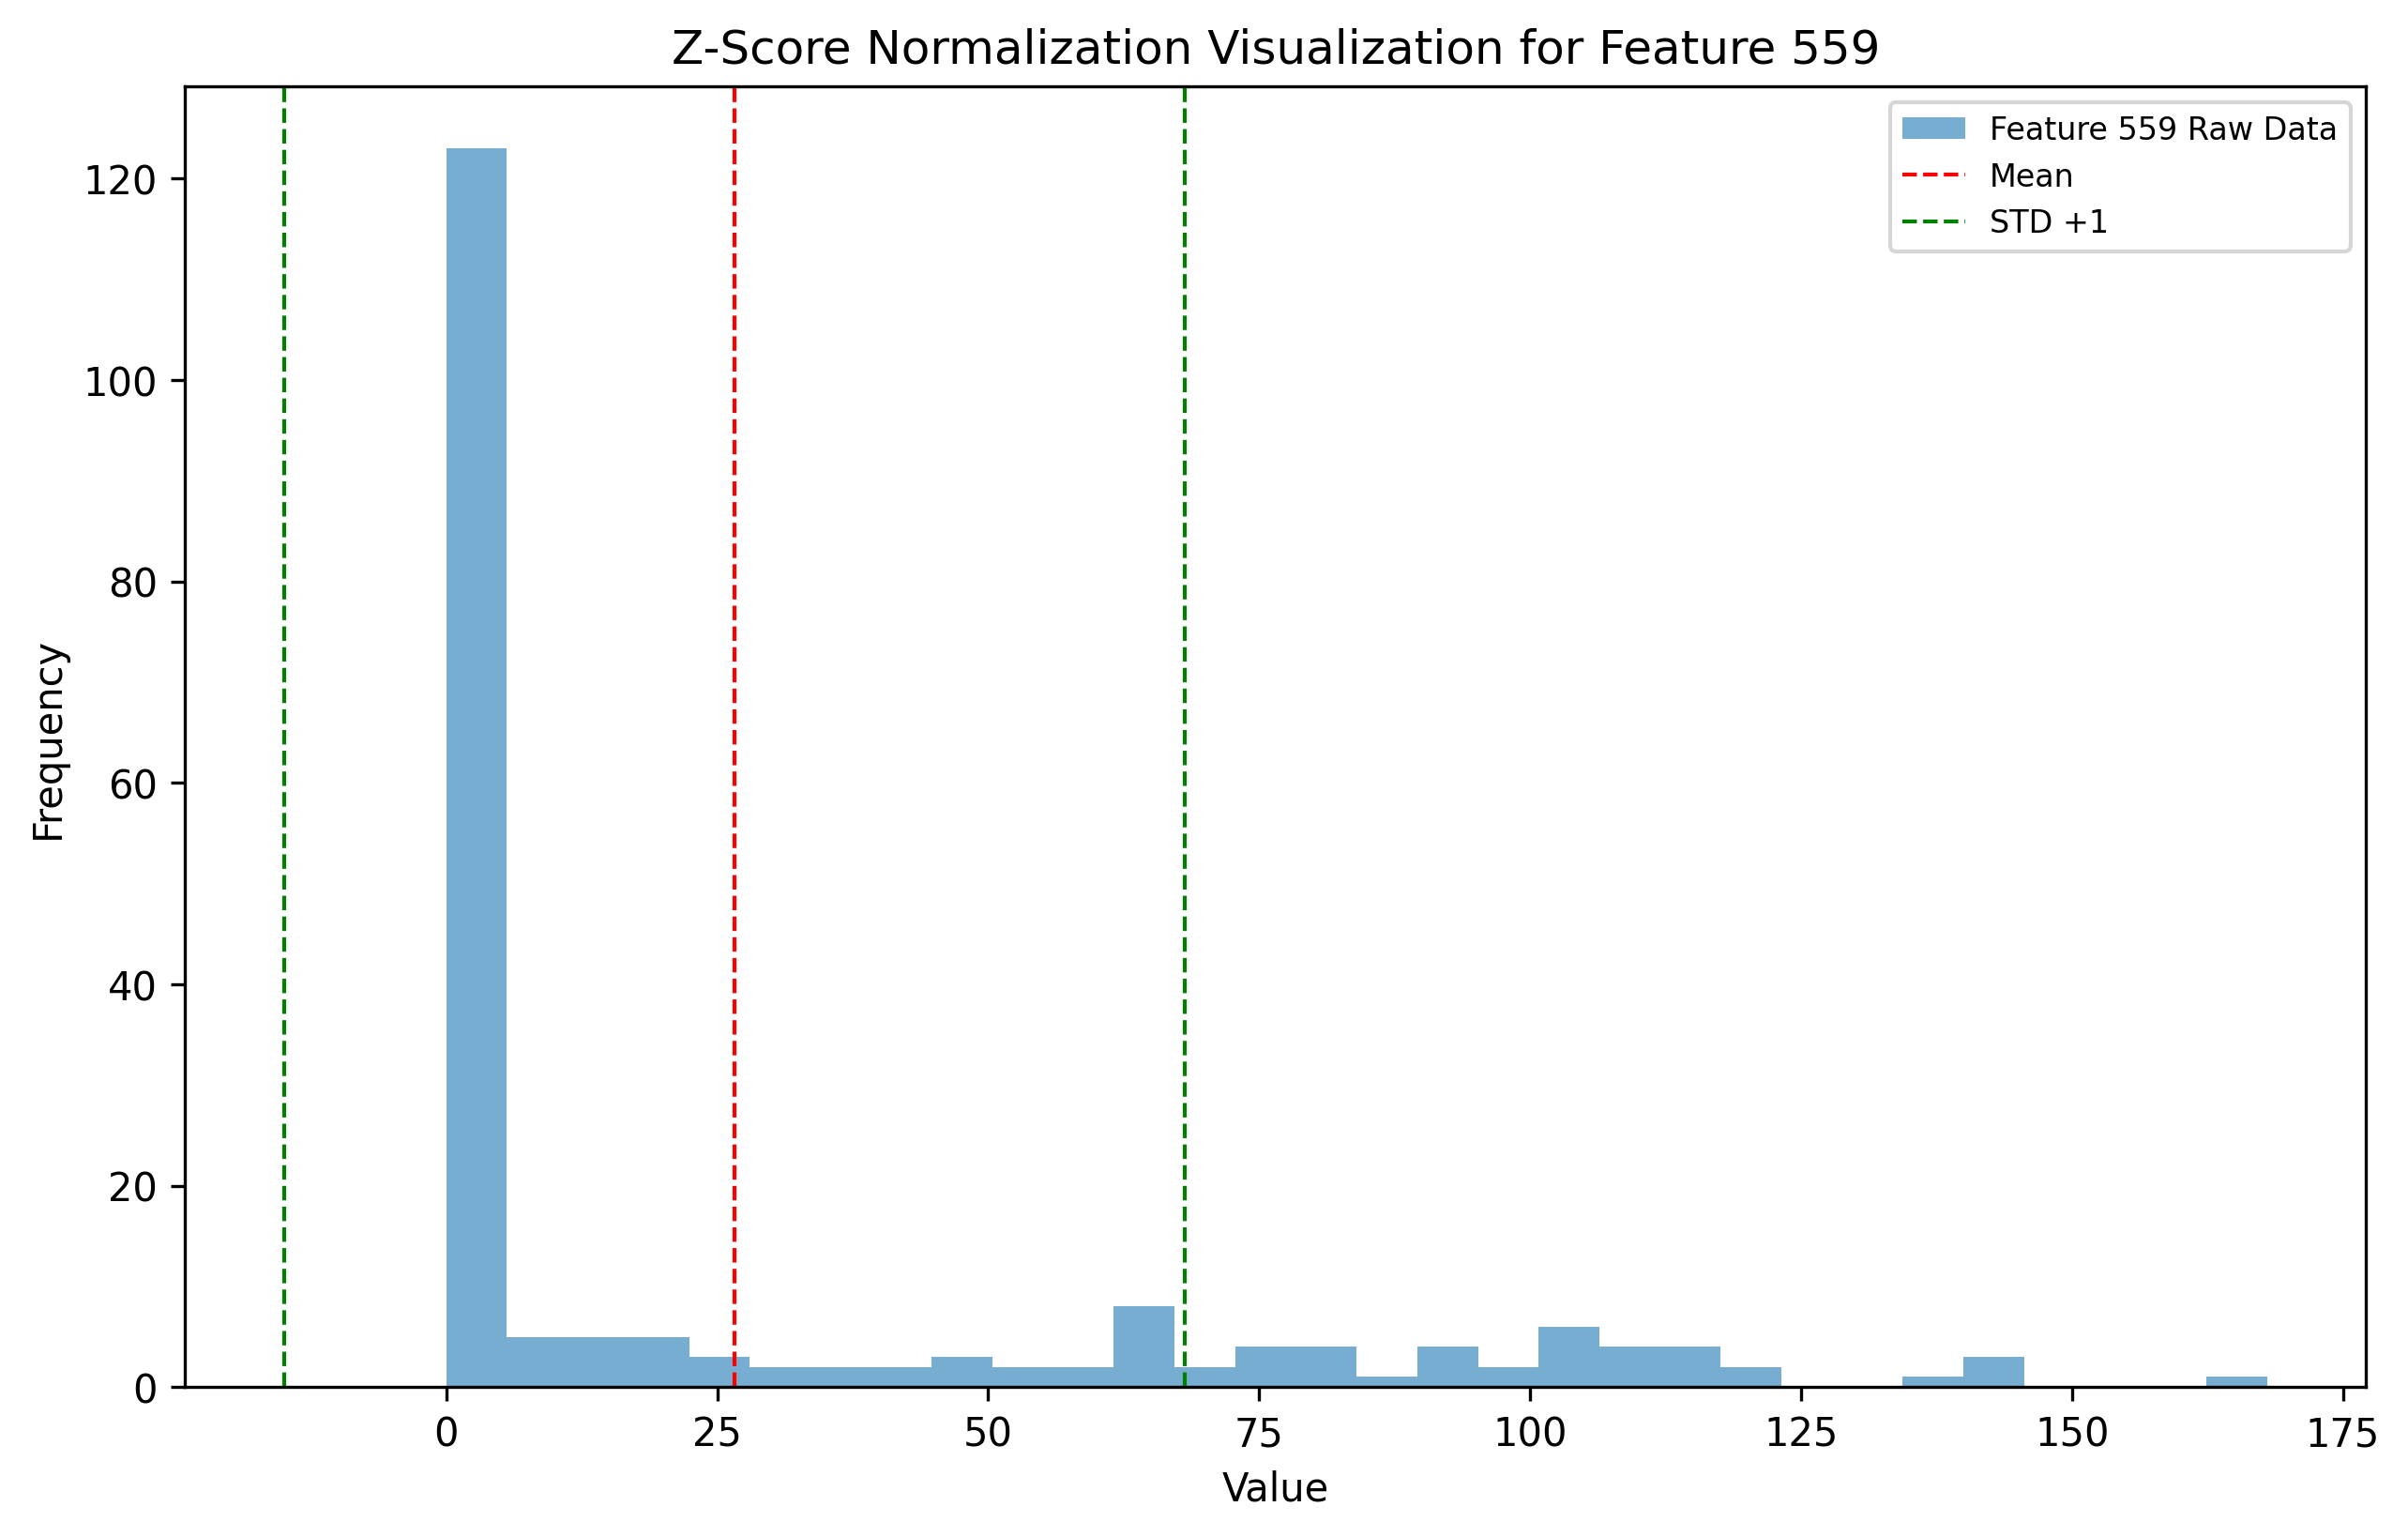 Z-Score Normalization Visualization for Feature 559
Feature 559 Raw Data
Mean
STD +1
120
100
80
60
40
20
0
Frequency
0 25 50 75 100 125 150 175
Value